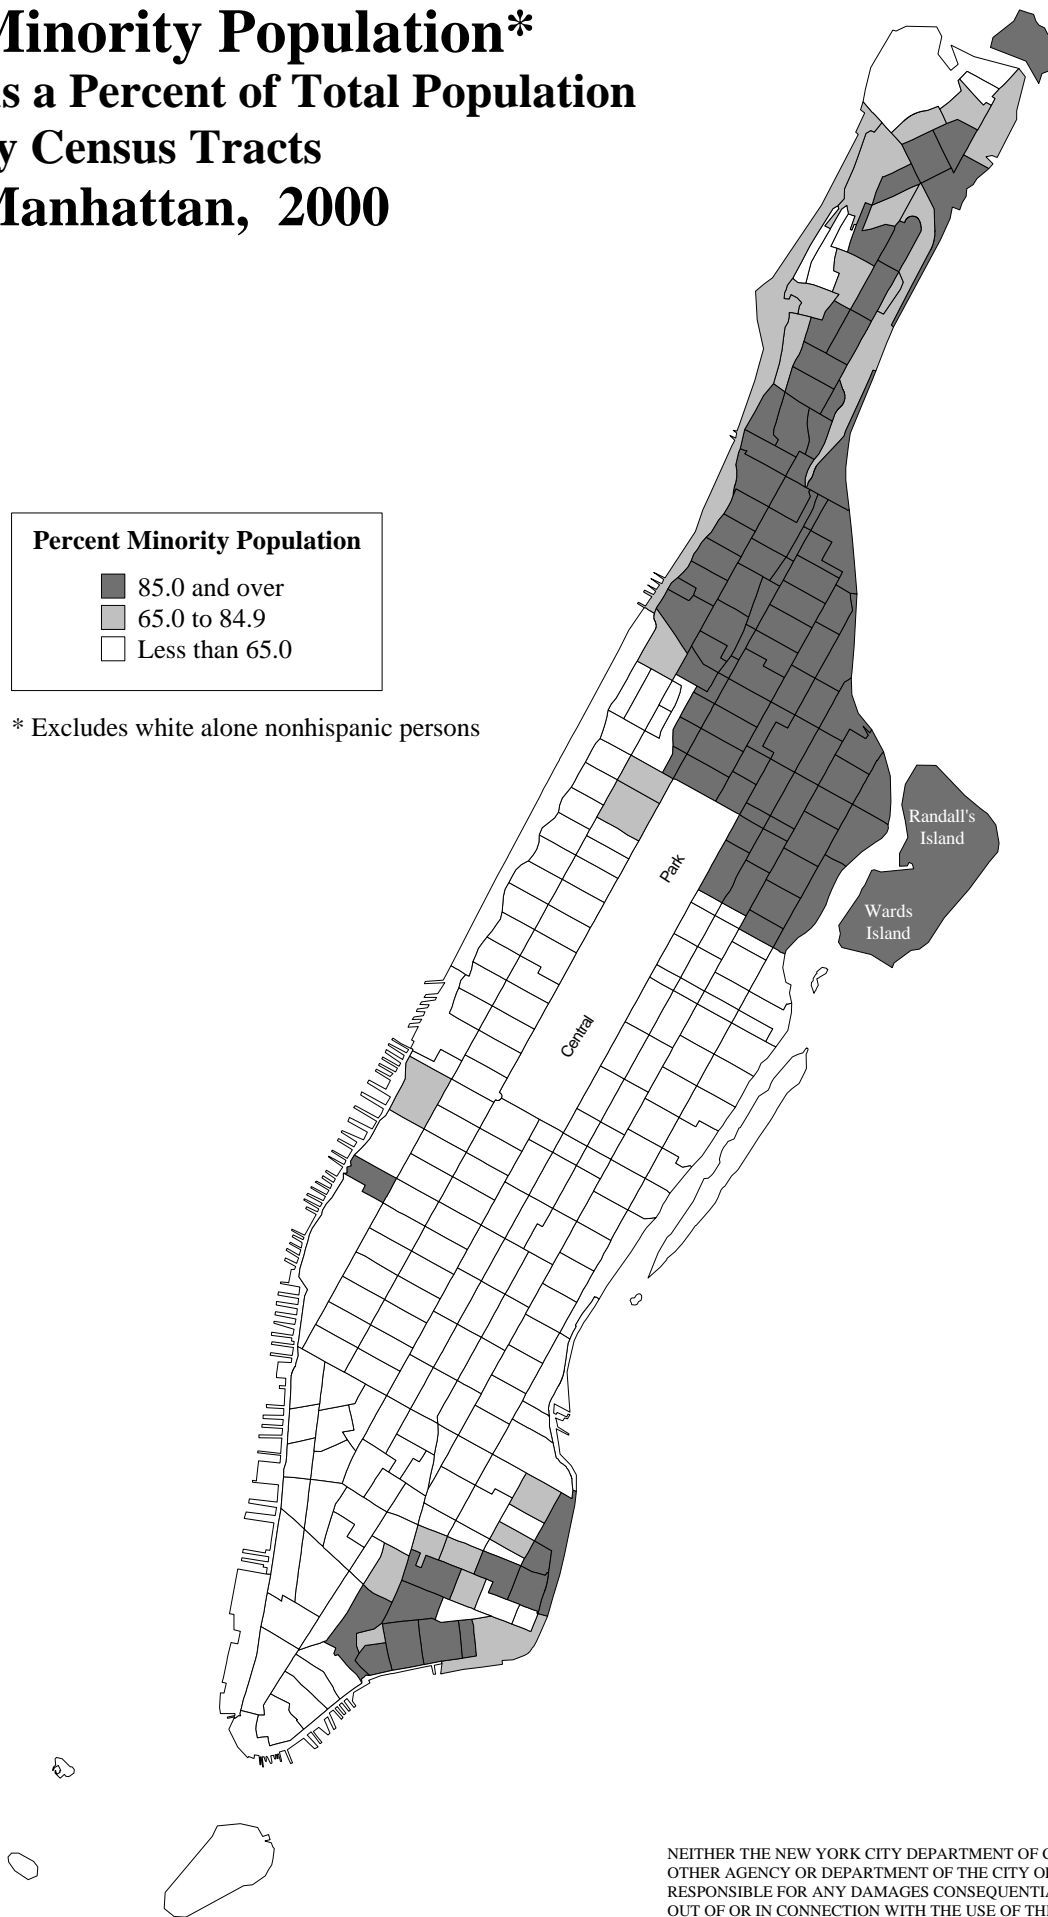 Minority Population*
as a Percent of Total Population
by Census Tracts
Manhattan, 2000
Percent Minority Population
85.0 and over
65.0 to 84.9
Less than 65.0
* Excludes white alone nonhispanic persons
Randall's
Island
Park
Wards
Island
Central
NEITHER THE NEW YORK CITY DEPARTMENT OF
OTHER AGENCY OR DEPARTMENT OF THE CITY
RESPONSIBLE FOR ANY DAMAGES
OUT OF OR IN CONNECTION WITH THE USE OF